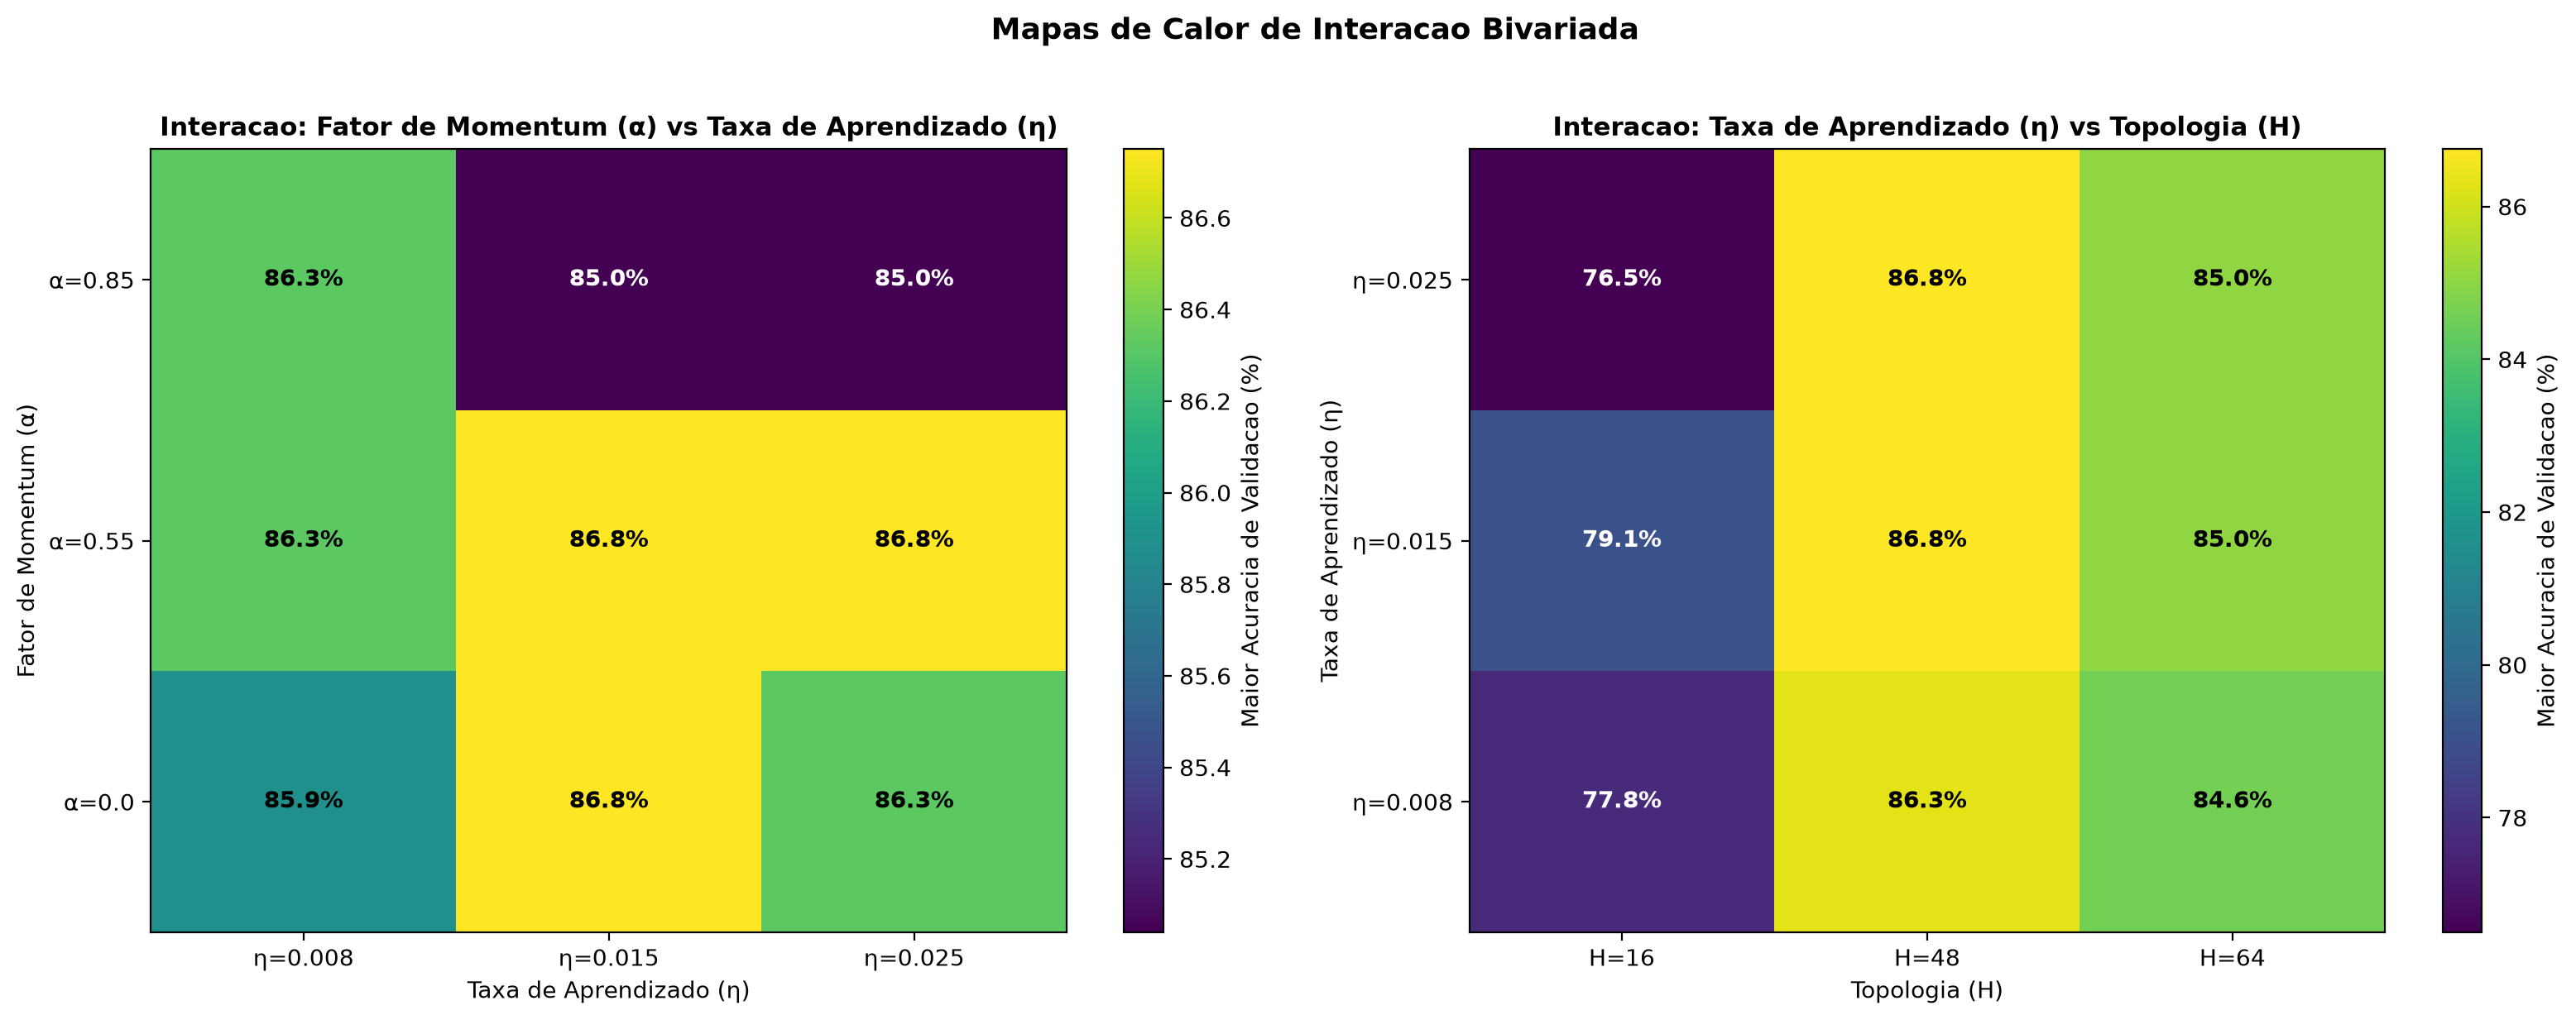 Mapas de Calor de Interacao Bivariada
Interacao: Fator de Momentum (α) vs Taxa de Aprendizado (η)
Fator de Momentum (α)
α=0.85
86.3%
85.0%
85.0%
α=0.55
86.3%
86.8%
86.8%
α=0.0
85.9%
86.8%
86.3%
η=0.008
η=0.015
η=0.025
Taxa de Aprendizado (η)
86.6
86.4
86.2
86.0
85.8
85.6
85.4
85.2
Maior Acuracia de Validacao (%)
Interacao: Taxa de Aprendizado (η) vs Topologia (H)
Taxa de Aprendizado (η)
η=0.025
76.5%
86.8%
85.0%
η=0.015
79.1%
86.8%
85.0%
η=0.008
77.8%
86.3%
84.6%
H=16
H=48
H=64
Topologia (H)
86
84
82
80
78
Maior Acuracia de Validacao (%)